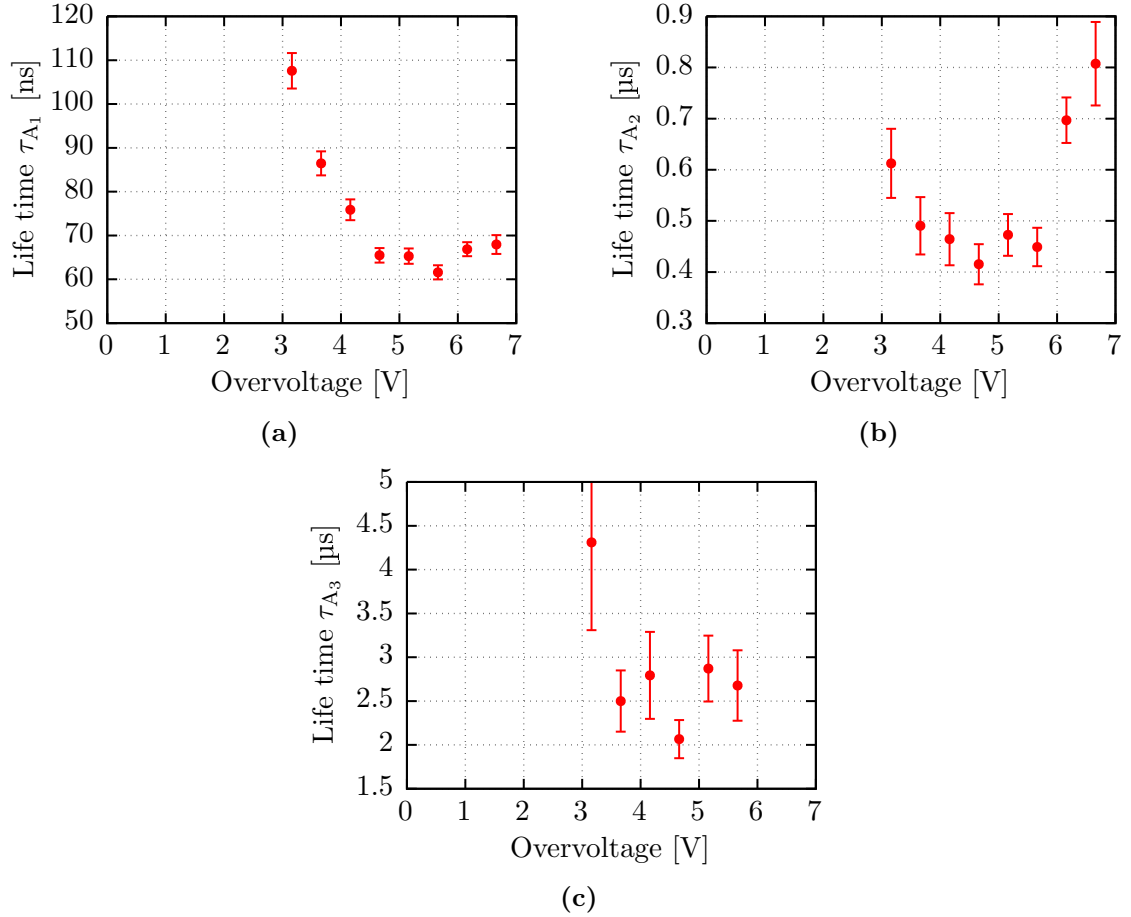 120
110
100
90
80
70
60
50
0 1 2 3 4 5 6 7
Life time τA1 [ns]
Overvoltage [V]
(a)
0.9
0.8
0.7
0.6
0.5
0.4
0.3
0 1 2 3 4 5 6 7
Life time τA2 [µs]
Overvoltage [V]
(b)
5
4.5
4
3.5
3
2.5
2
1.5
0 1 2 3 4 5 6 7
Life time τA3 [µs]
Overvoltage [V]
(c)